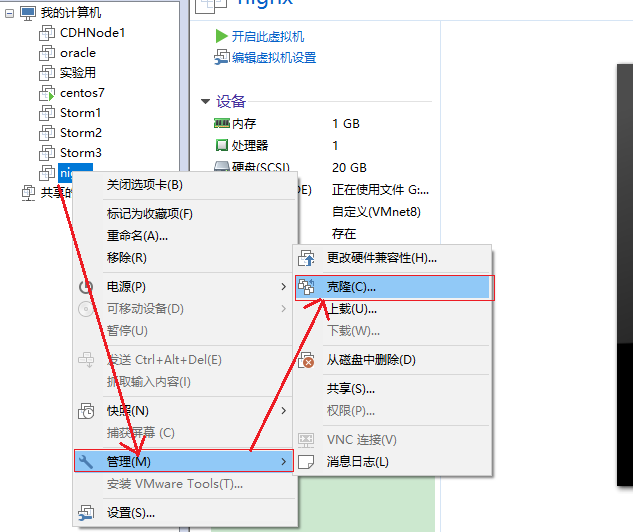 我的计算机
CDHNode1
oracle
实验用
centos7
Storm1
Storm2
Storm3
共享的
开启此虚拟机
编辑虚拟机设置
设备
内存 1 GB
处理器 1
硬盘(SCSI) 20 GB
DE) 正在使用文件 G:...
自定义(VMnet8)
存在
关闭选项卡(B)
标记为收藏项(F)
重命名(A)...
移除(R)
电源(P)
可移动设备(D)
暂停(U)
发送 Ctrl+Alt+Del(E)
抓取输入内容(I)
快照(N)
捕获屏幕 (C)
管理(M)
安装 VMware Tools(T)...
设置(S)...
更改硬件兼容性(H)...
克隆(C)...
上载(U)...
下载(W)...
从磁盘中删除(D)
共享(S)...
权限(P)...
VNC 连接(V)
消息日志(L)